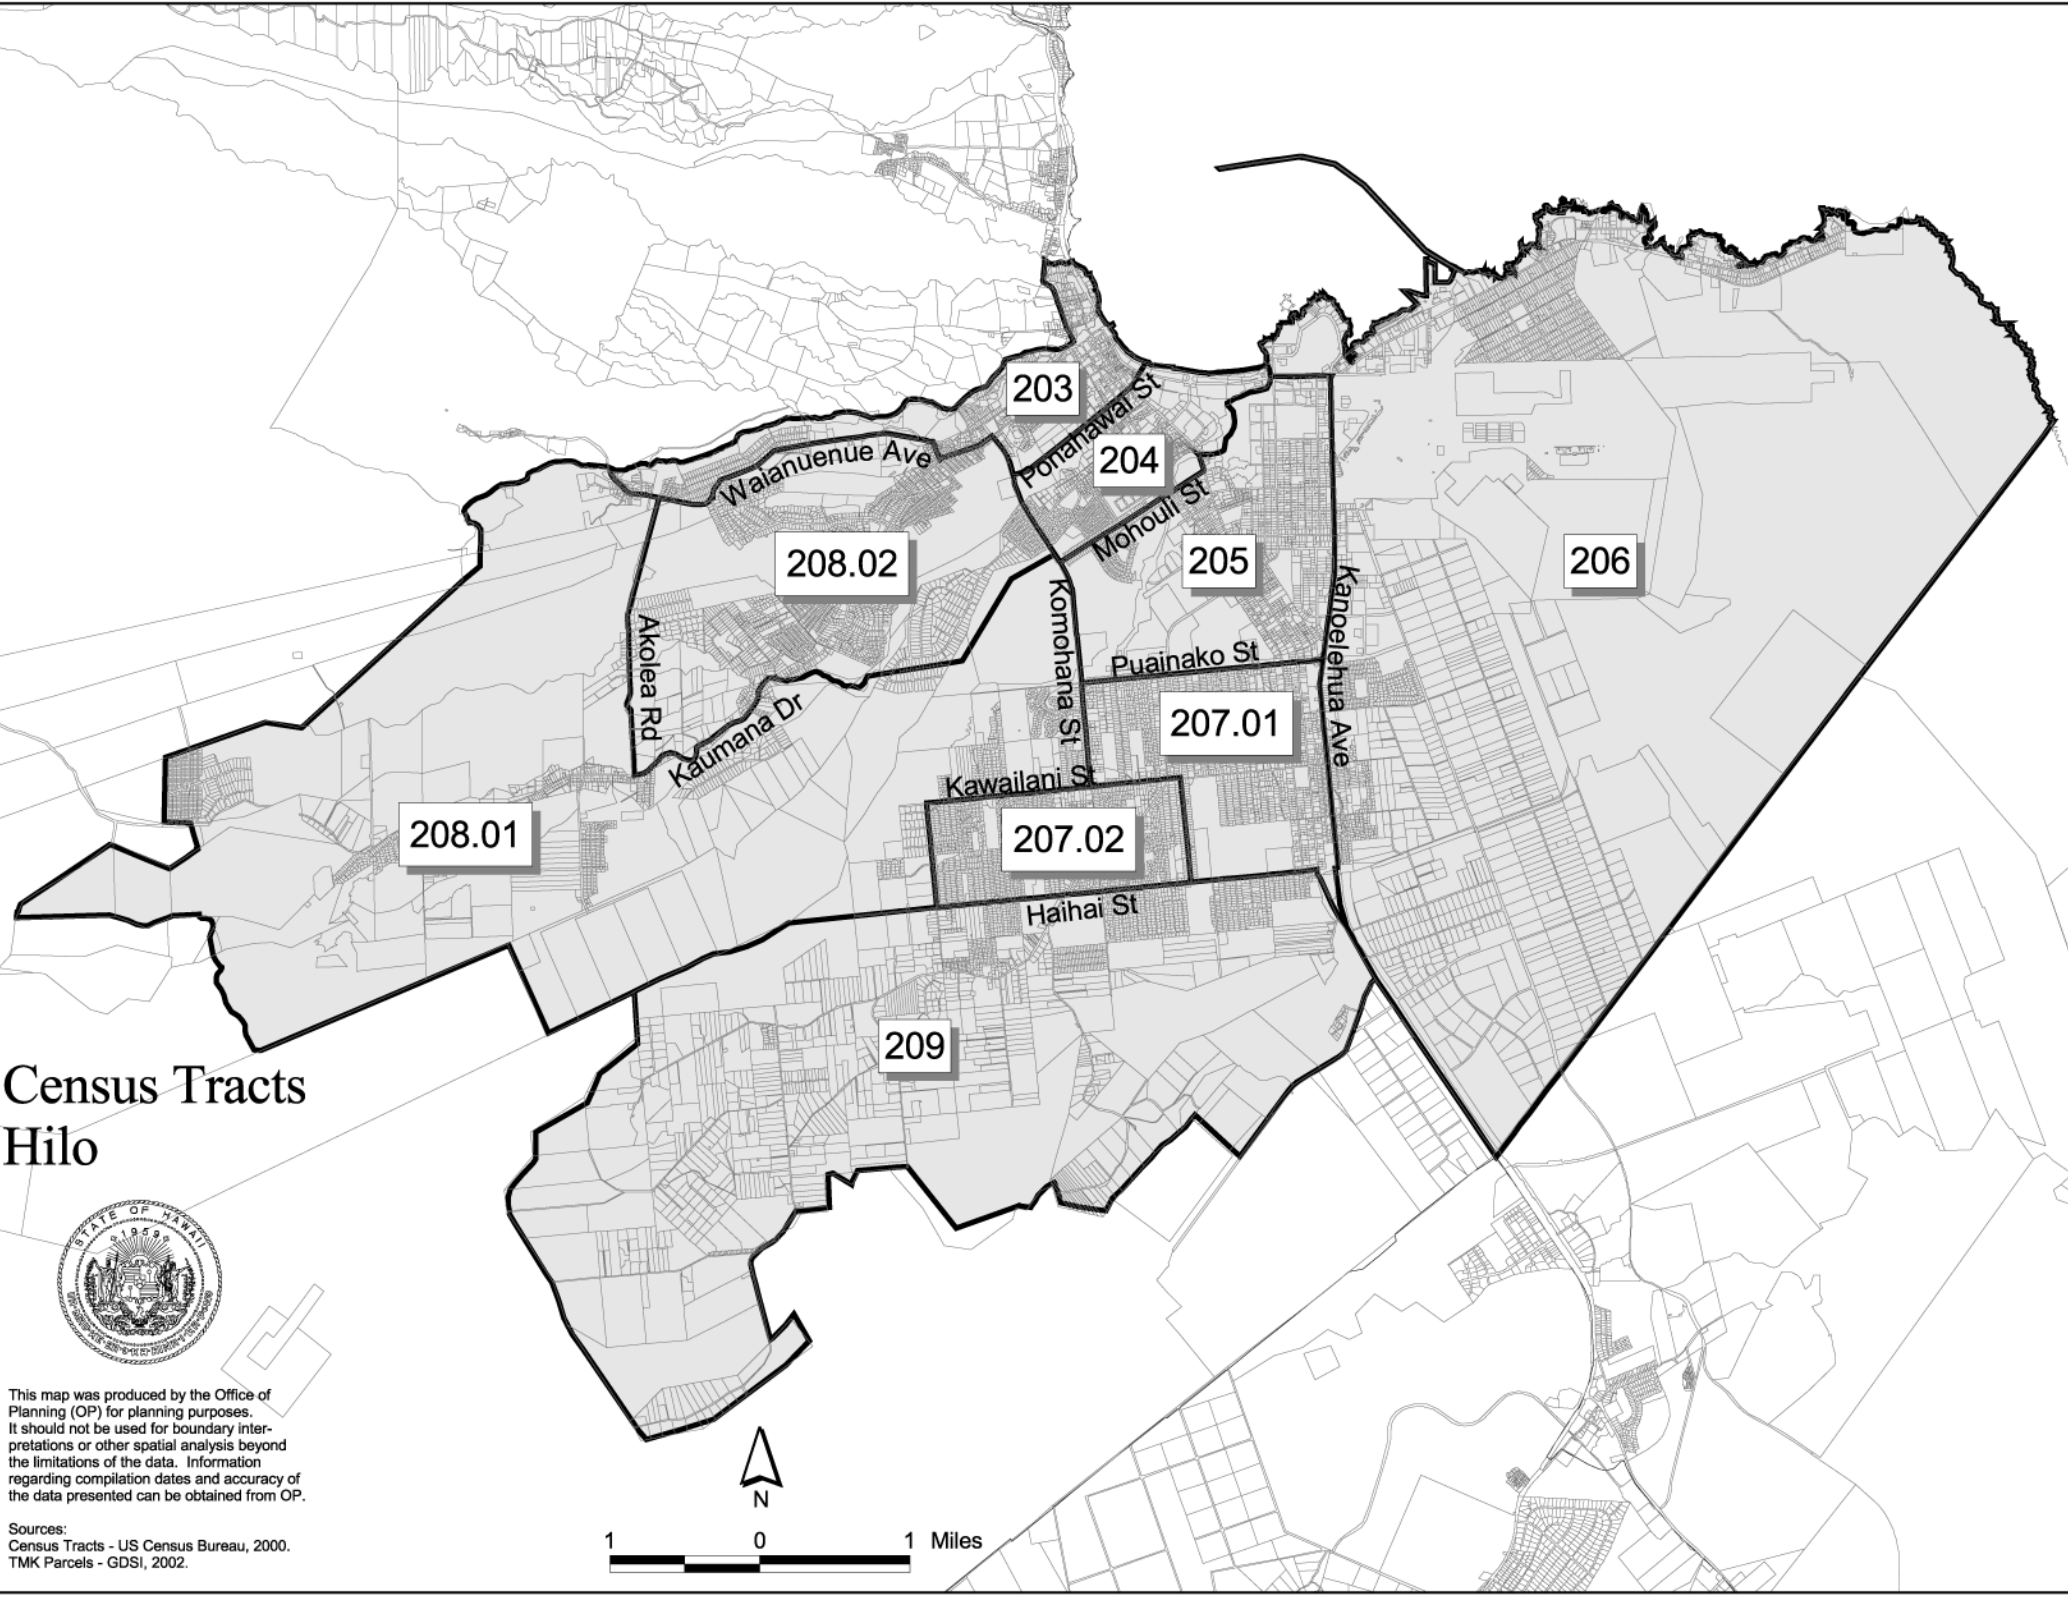 203
Ponahawai St
204
Waianuenue Ave
Mohouli St
208.02
205
206
Komohana St
Kanoelehua Ave
Akolea Rd
Puainako St
207.01
Kaumana Dr
Kawailani St
208.01
207.02
Haihai St
209
Census Tracts
Hilo
STATE OF HAWAII
1959
This map was produced by the Office of
Planning (OP) for planning purposes.
It should not be used for boundary inter-
pretations or other spatial analysis beyond
the limitations of the data. Information
regarding compilation dates and accuracy of
the data presented can be obtained from OP.
Sources:
Census Tracts - US Census Bureau, 2000.
TMK Parcels - GDSI, 2002.
N
1 0 1 Miles